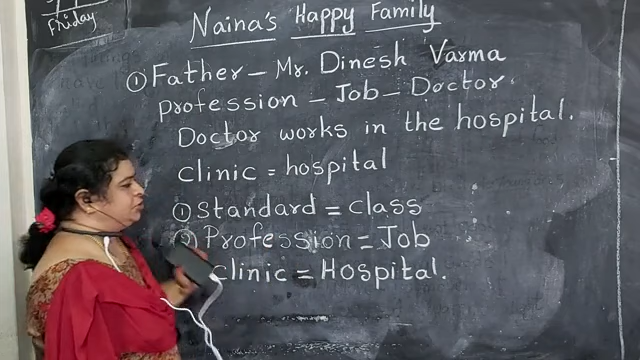 Friday
Naina's Happy Family
① Father – Mr. Dinesh Varma
profession – Job – Doctor.
Doctor works in the hospital.
clinic = hospital
① Standard = class
② Profession = Job
clinic = Hospital.